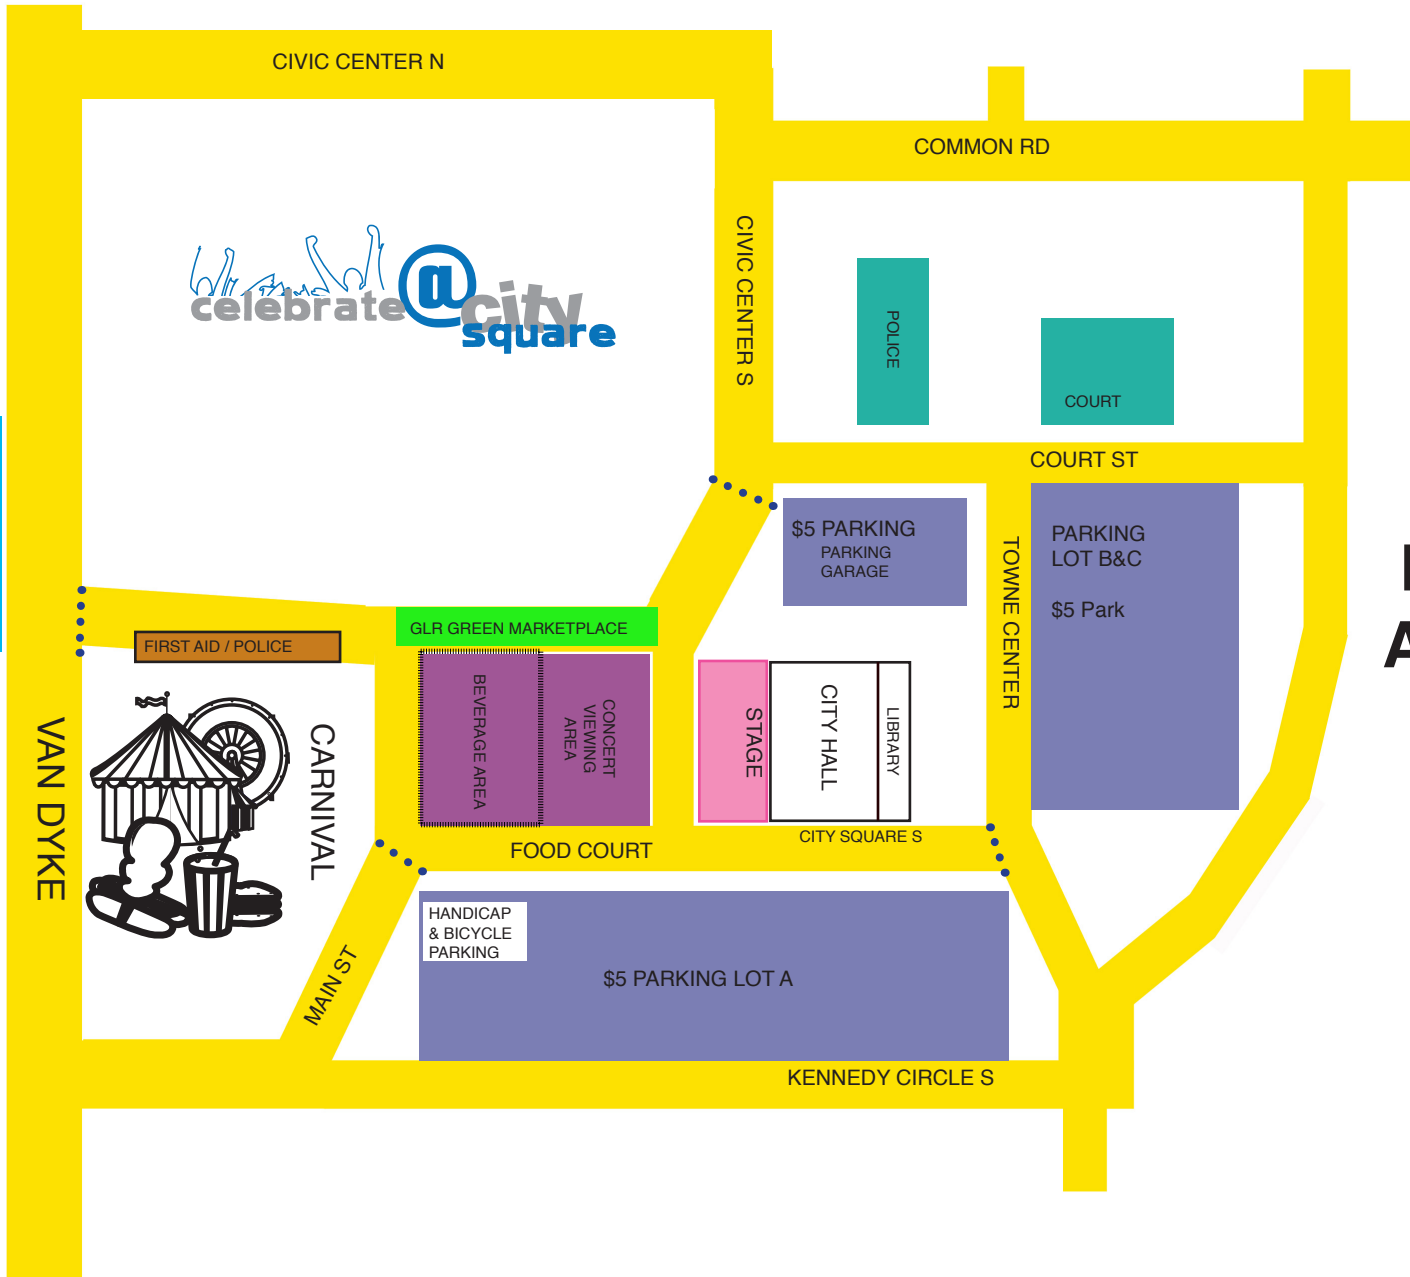 CIVIC CENTER N
COMMON RD
CIVIC CENTER S
celebrate@city
square
POLICE
COURT
COURT ST
$5 PARKING
PARKING
GARAGE
PARKING
LOT B&C
$5 Park
TOWNE CENTER
GLR GREEN MARKETPLACE
FIRST AID / POLICE
BEVERAGE AREA
CONCERT
VIEWING
AREA
STAGE
CITY HALL
LIBRARY
VAN DYKE
CARNIVAL
FOOD COURT
CITY SQUARE S
HANDICAP
& BICYCLE
PARKING
$5 PARKING LOT A
MAIN ST
KENNEDY CIRCLE S